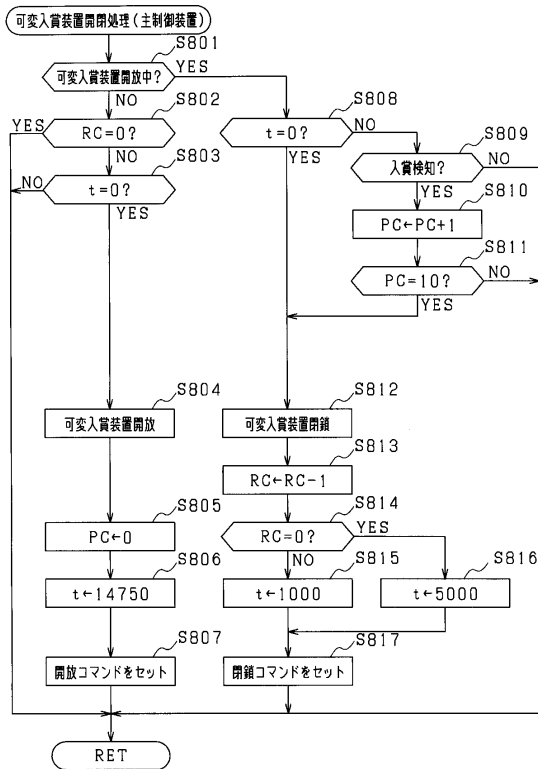 可変入賞装置開閉処理(主制御装置)
S801
可変入賞装置開放中?
YES
NO
S802
YES
RC=0?
NO
S803
NO
t=0?
YES
S808
t=0?
NO
YES
S809
入賞検知?
NO
YES
S810
PC←PC+1
S811
PC=10?
NO
YES
S804
可変入賞装置開放
S805
PC←0
S806
t←14750
S807
開放コマンドをセット
S812
可変入賞装置閉鎖
S813
RC←RC-1
S814
RC=0?
YES
NO
S815
t←1000
S816
t←5000
S817
閉鎖コマンドをセット
RET